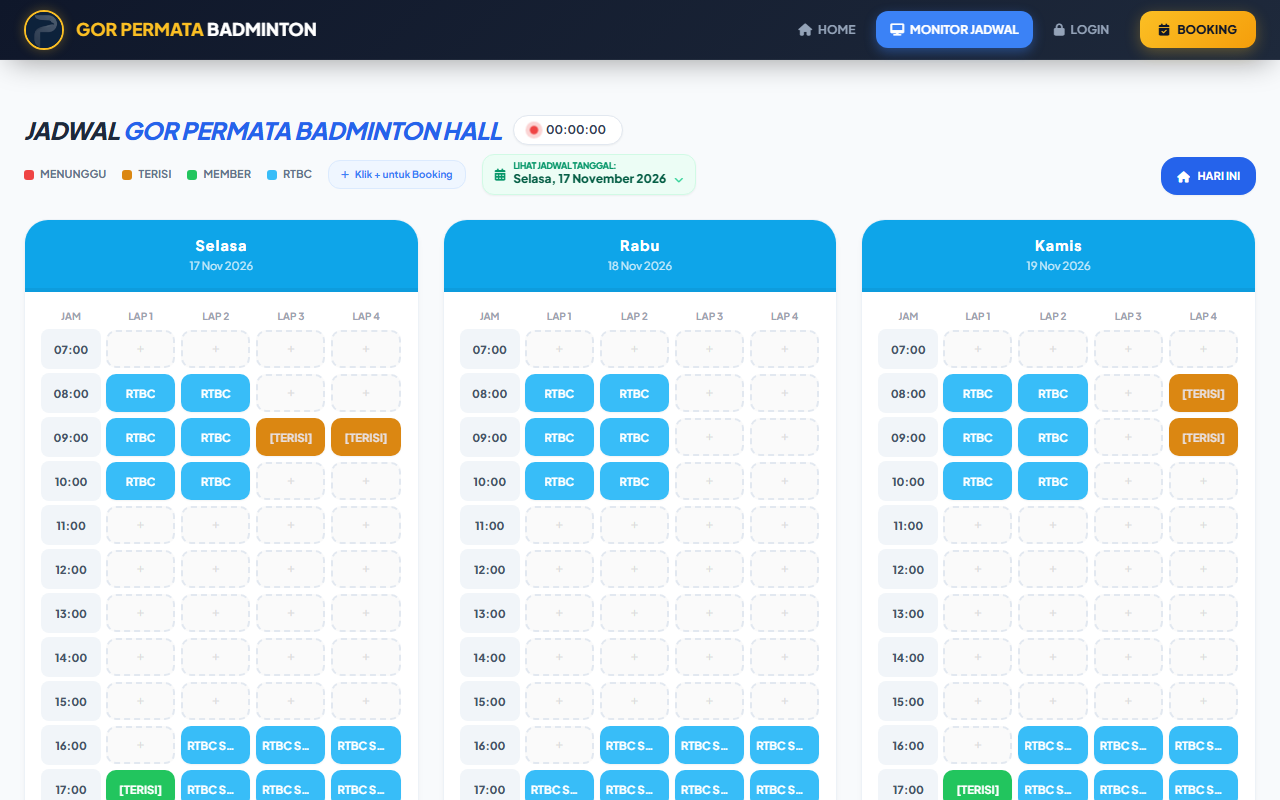 GOR PERMATA BADMINTON
HOME
MONITOR JADWAL
LOGIN
BOOKING
JADWAL GOR PERMATA BADMINTON HALL
00:00:00
MENUNGGU
TERISI
MEMBER
RTBC
+ Klik + untuk Booking
LIHAT JADWAL TANGGAL:
Selasa, 17 November 2026
HARI INI
Selasa
17 Nov 2026
JAM LAP 1 LAP 2 LAP 3 LAP 4
07:00 + + + +
08:00 RTBC RTBC + +
09:00 RTBC RTBC [TERISI] [TERISI]
10:00 RTBC RTBC + +
11:00 + + + +
12:00 + + + +
13:00 + + + +
14:00 + + + +
15:00 + + + +
16:00 + RTBC S... RTBC S... RTBC S...
17:00 [TERISI] RTBC S... RTBC S... RTBC S...
Rabu
18 Nov 2026
JAM LAP 1 LAP 2 LAP 3 LAP 4
07:00 + + + +
08:00 RTBC RTBC + +
09:00 RTBC RTBC + +
10:00 RTBC RTBC + +
11:00 + + + +
12:00 + + + +
13:00 + + + +
14:00 + + + +
15:00 + + + +
16:00 + RTBC S... RTBC S... RTBC S...
17:00 RTBC S... RTBC S... RTBC S... RTBC S...
Kamis
19 Nov 2026
JAM LAP 1 LAP 2 LAP 3 LAP 4
07:00 + + + +
08:00 RTBC RTBC + [TERISI]
09:00 RTBC RTBC + [TERISI]
10:00 RTBC RTBC + +
11:00 + + + +
12:00 + + + +
13:00 + + + +
14:00 + + + +
15:00 + + + +
16:00 + RTBC S... RTBC S... RTBC S...
17:00 [TERISI] RTBC S... RTBC S... RTBC S...